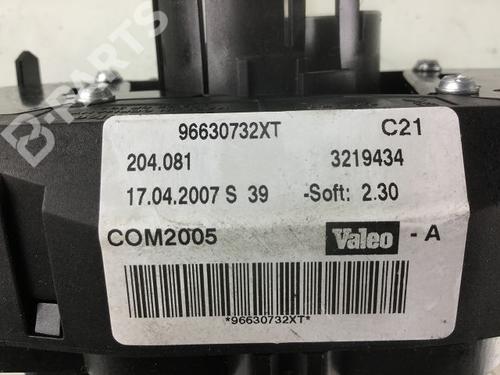 B-PARTS
96630732XT C21
204.081 3219434
17.04.2007 S 39 -Soft: 2.30
COM2005 Valeo - A
*96630732XT*